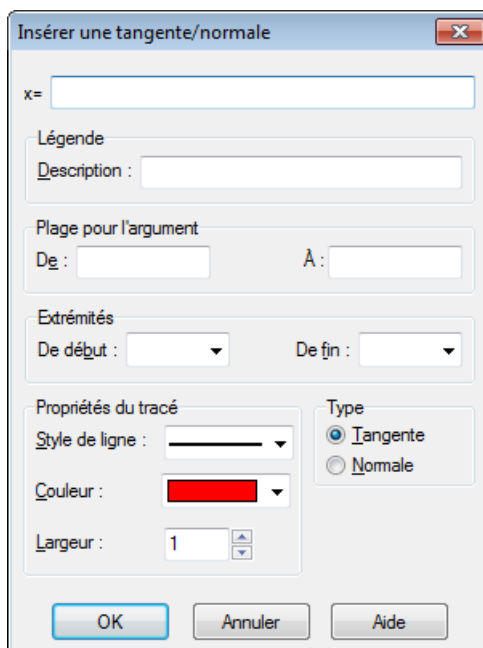 Insérer une tangente/normale
x=
Légende
Description :
Plage pour l'argument
De :
À :
Extrémités
De début :
De fin :
Propriétés du tracé
Style de ligne :
Couleur :
Largeur :
1
Type
Tangente
Normale
OK
Annuler
Aide